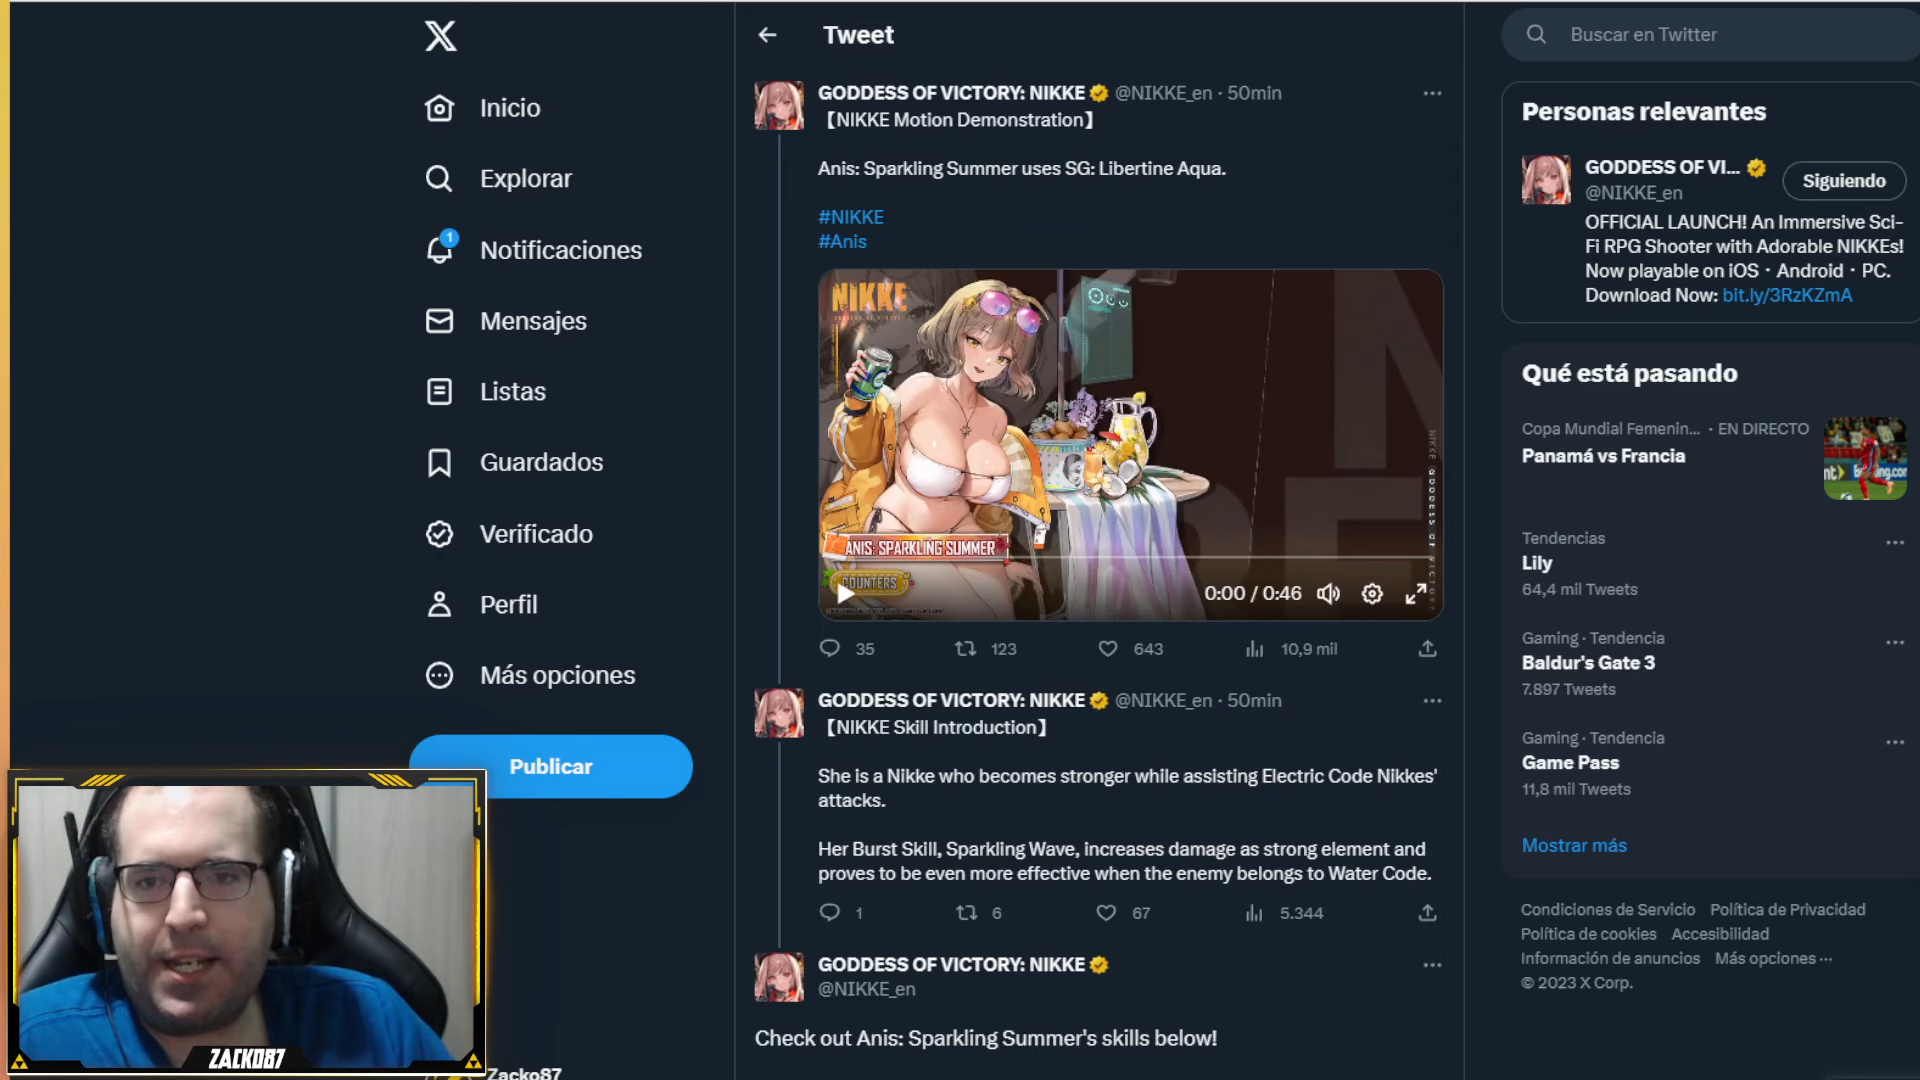 Inicio
Explorar
1
Notificaciones
Mensajes
Listas
Guardados
Verificado
Perfil
Más opciones
Publicar
ZACKO87
Zacko87
Tweet
GODDESS OF VICTORY: NIKKE @NIKKE_en · 50min
【NIKKE Motion Demonstration】
Anis: Sparkling Summer uses SG: Libertine Aqua.
#NIKKE
#Anis
NIKKE
ANIS: SPARKLING SUMMER
COUNTERS
NIKKE GODDESS OF VICTORY
0:00 / 0:46
35 123 643 10,9 mil
GODDESS OF VICTORY: NIKKE @NIKKE_en · 50min
【NIKKE Skill Introduction】
She is a Nikke who becomes stronger while assisting Electric Code Nikkes'
attacks.
Her Burst Skill, Sparkling Wave, increases damage as strong element and
proves to be even more effective when the enemy belongs to Water Code.
1 6 67 5.344
GODDESS OF VICTORY: NIKKE
@NIKKE_en
Check out Anis: Sparkling Summer's skills below!
Buscar en Twitter
Personas relevantes
GODDESS OF VI...
@NIKKE_en
Siguiendo
OFFICIAL LAUNCH! An Immersive Sci-
Fi RPG Shooter with Adorable NIKKEs!
Now playable on iOS・Android・PC.
Download Now: bit.ly/3RzKZmA
Qué está pasando
Copa Mundial Femenin... · EN DIRECTO
Panamá vs Francia
Tendencias
Lily
64,4 mil Tweets
Gaming · Tendencia
Baldur's Gate 3
7.897 Tweets
Gaming · Tendencia
Game Pass
11,8 mil Tweets
Mostrar más
Condiciones de Servicio Política de Privacidad
Política de cookies Accesibilidad
Información de anuncios Más opciones ···
© 2023 X Corp.